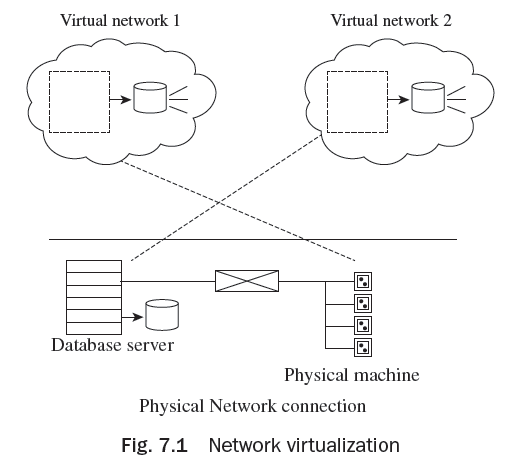 Virtual network 1
Virtual network 2
Database server
Physical machine
Physical Network connection
Fig. 7.1 Network virtualization